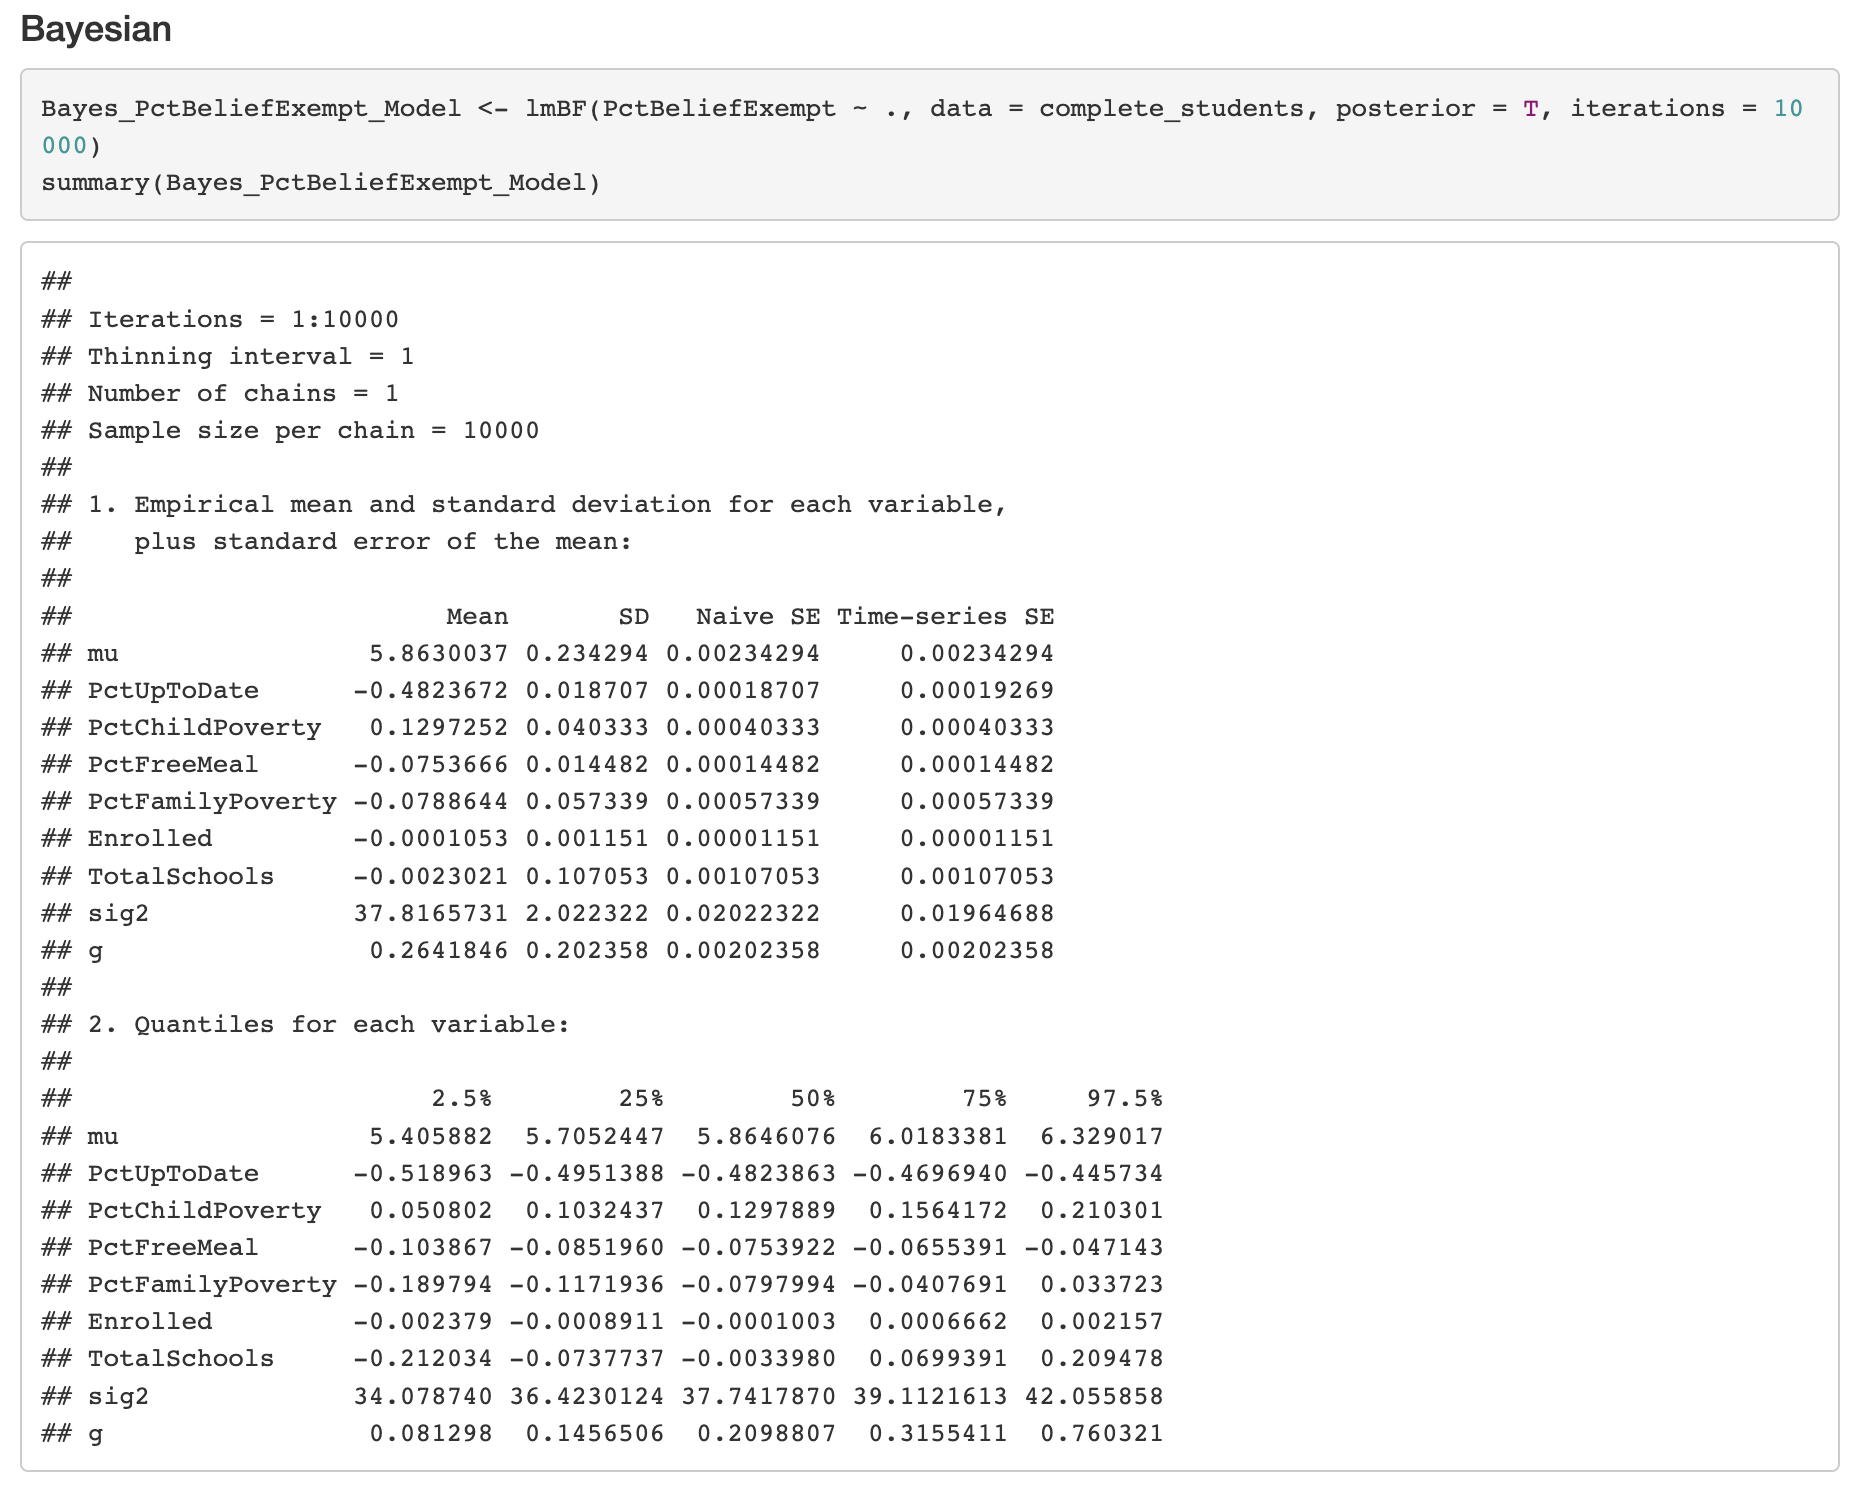 Bayesian
Bayes_PctBeliefExempt_Model <- lmBF(PctBeliefExempt ~ ., data = complete_students, posterior = T, iterations = 10
000)
summary(Bayes_PctBeliefExempt_Model)
##
## Iterations = 1:10000
## Thinning interval = 1
## Number of chains = 1
## Sample size per chain = 10000
##
## 1. Empirical mean and standard deviation for each variable,
##    plus standard error of the mean:
##
##                       Mean       SD   Naive SE Time-series SE
## mu                5.8630037 0.234294 0.00234294     0.00234294
## PctUpToDate      -0.4823672 0.018707 0.00018707     0.00019269
## PctChildPoverty   0.1297252 0.040333 0.00040333     0.00040333
## PctFreeMeal      -0.0753666 0.014482 0.00014482     0.00014482
## PctFamilyPoverty -0.0788644 0.057339 0.00057339     0.00057339
## Enrolled         -0.0001053 0.001151 0.00001151     0.00001151
## TotalSchools     -0.0023021 0.107053 0.00107053     0.00107053
## sig2             37.8165731 2.022322 0.02022322     0.01964688
## g                 0.2641846 0.202358 0.00202358     0.00202358
##
## 2. Quantiles for each variable:
##
##                       2.5%        25%        50%        75%     97.5%
## mu                5.405882  5.7052447  5.8646076  6.0183381  6.329017
## PctUpToDate      -0.518963 -0.4951388 -0.4823863 -0.4696940 -0.445734
## PctChildPoverty   0.050802  0.1032437  0.1297889  0.1564172  0.210301
## PctFreeMeal      -0.103867 -0.0851960 -0.0753922 -0.0655391 -0.047143
## PctFamilyPoverty -0.189794 -0.1171936 -0.0797994 -0.0407691  0.033723
## Enrolled         -0.002379 -0.0008911 -0.0001003  0.0006662  0.002157
## TotalSchools     -0.212034 -0.0737737 -0.0033980  0.0699391  0.209478
## sig2             34.078740 36.4230124 37.7417870 39.1121613 42.055858
## g                 0.081298  0.1456506  0.2098807  0.3155411  0.760321